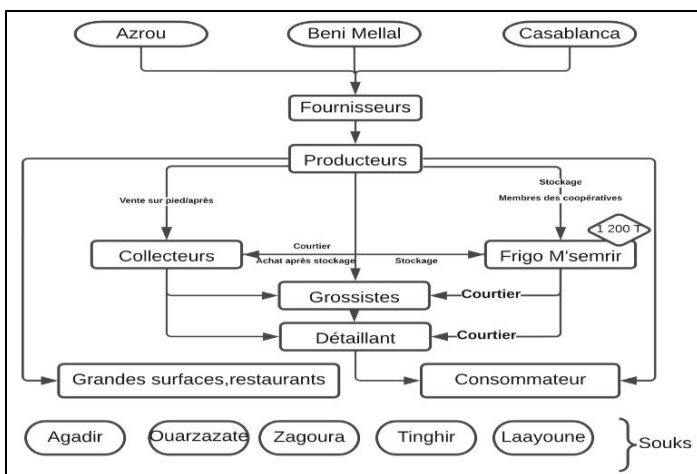 Azrou
Beni Mellal
Casablanca
Fournisseurs
Producteurs
Stockage
Membres des coopératives
Vente sur pied/après
1 200 T
Collecteurs
Courtier
Achat après stockage
Stockage
Frigo M'semrir
Grossistes
Courtier
Détaillant
Courtier
Grandes surfaces,restaurants
Consommateur
Agadir
Ouarzazate
Zagoura
Tinghir
Laayoune
Souks